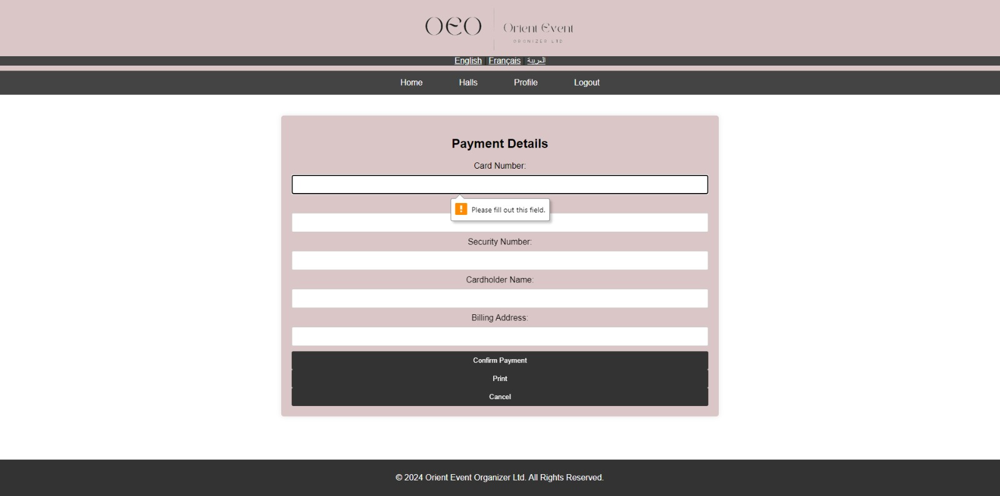 OEO
Orient Event
ORGNIZER LTD
English | Français | العربية
Home Halls Profile Logout
Payment Details
Card Number:
! Please fill out this field.
Security Number:
Cardholder Name:
Billing Address:
Confirm Payment
Print
Cancel
© 2024 Orient Event Organizer Ltd. All Rights Reserved.